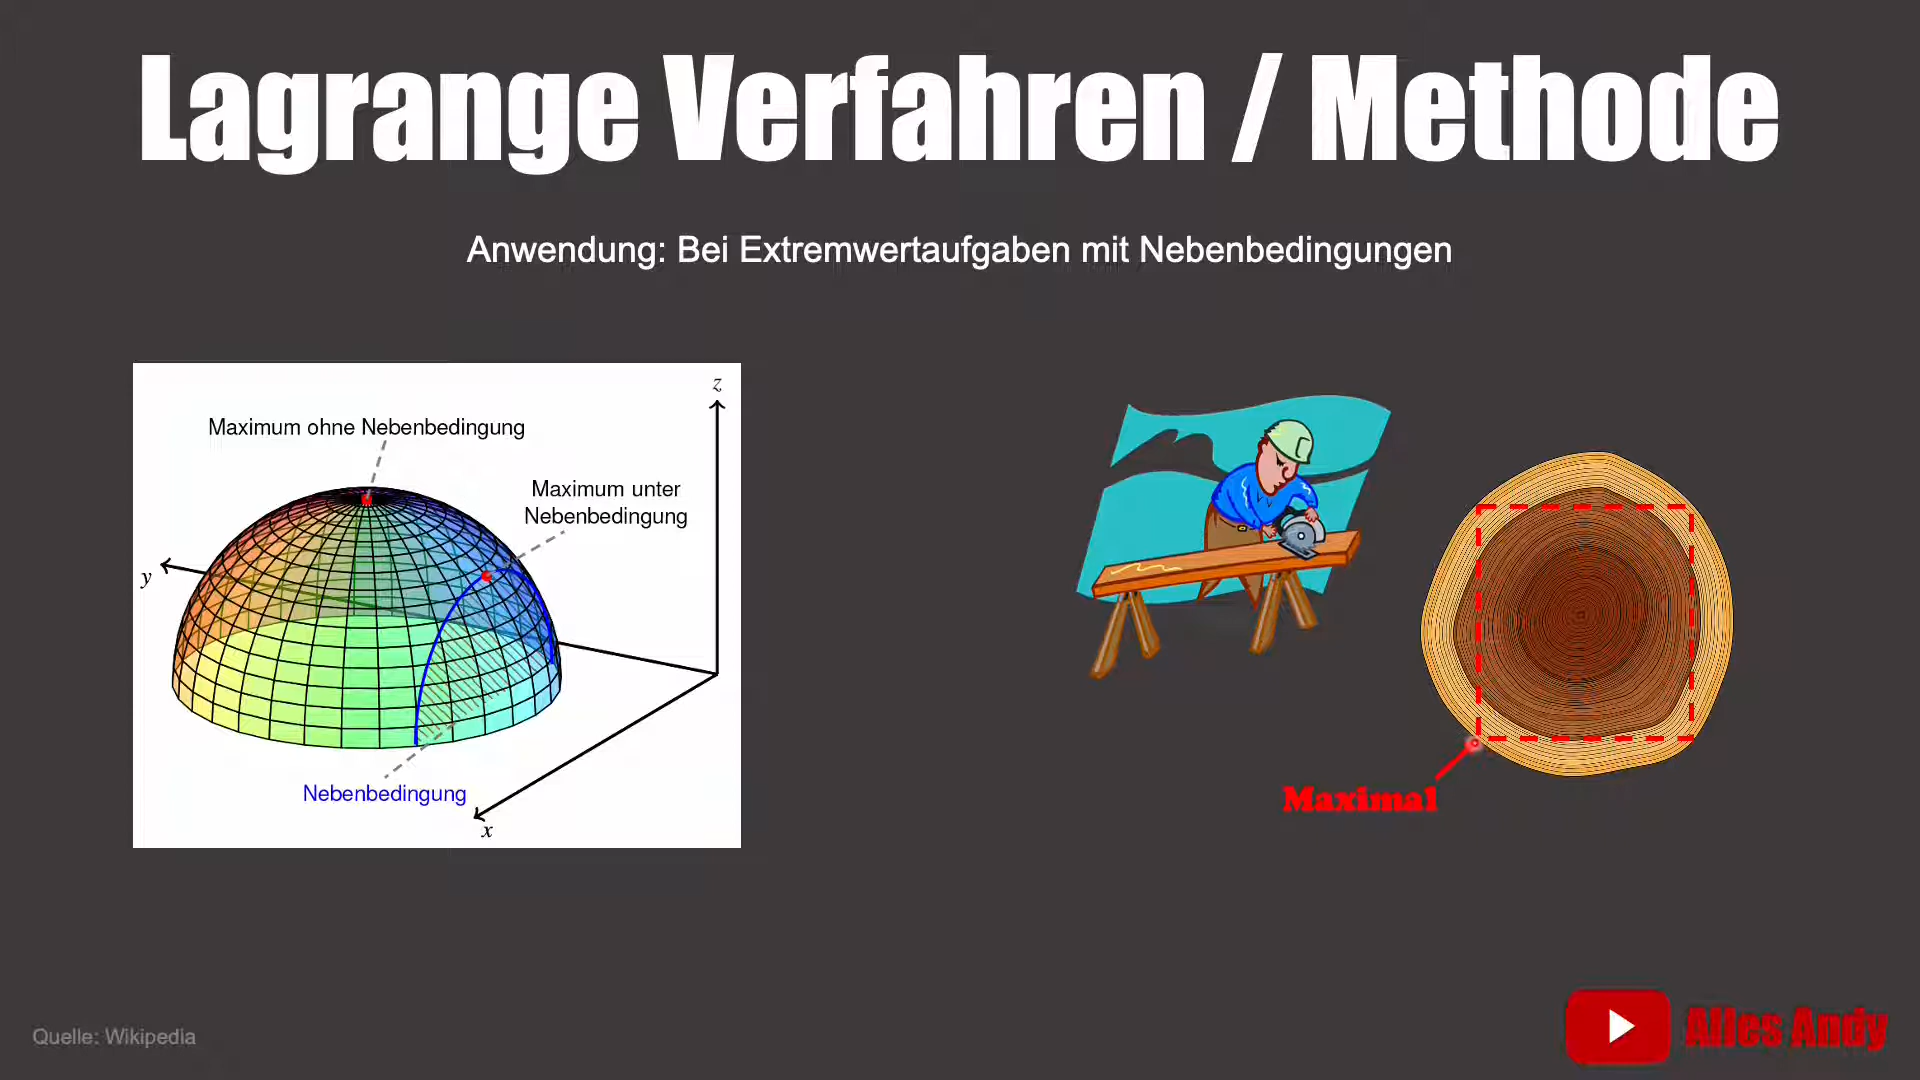 Lagrange Verfahren / Methode
Anwendung: Bei Extremwertaufgaben mit Nebenbedingungen
z
Maximum ohne Nebenbedingung
Maximum unter
Nebenbedingung
y
Nebenbedingung
x
Maximal
Quelle: Wikipedia
Alles Andy